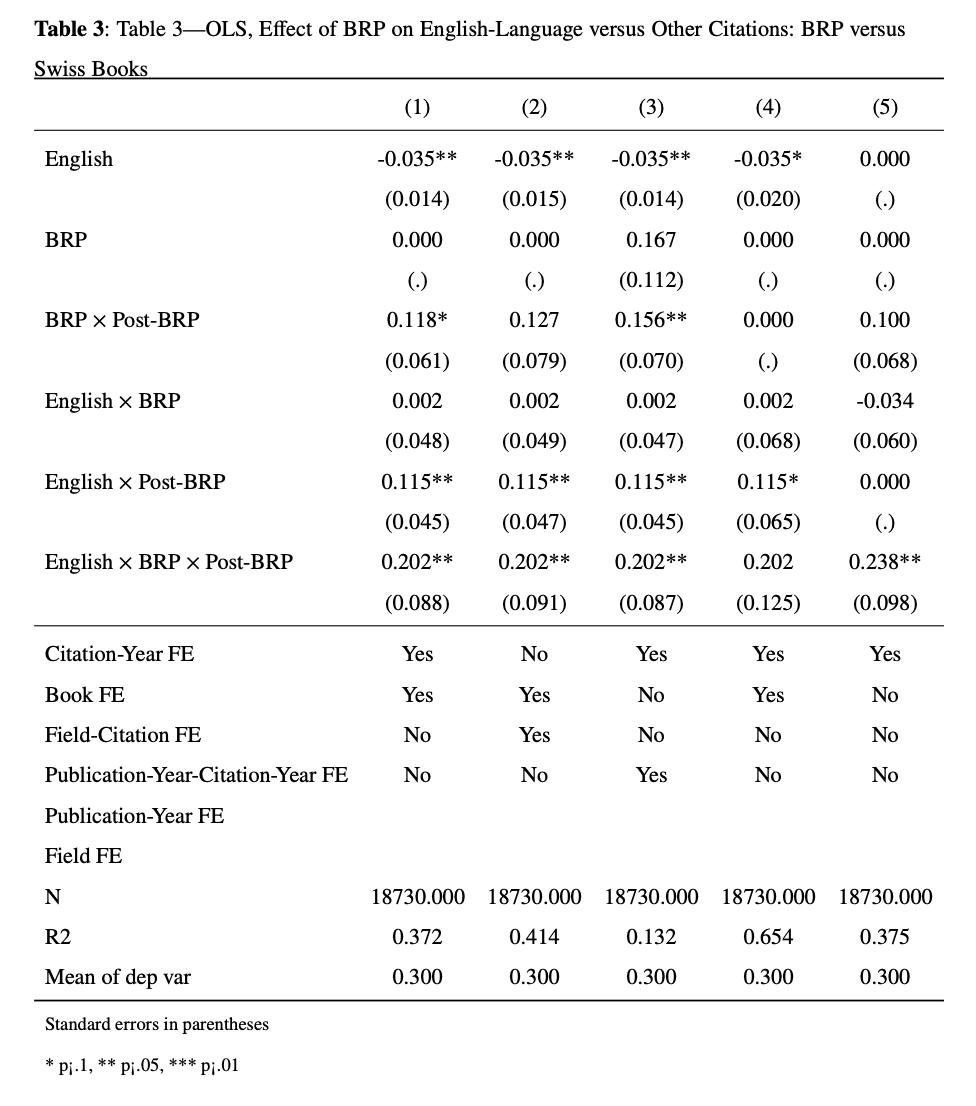 Table 3: Table 3—OLS, Effect of BRP on English-Language versus Other Citations: BRP versus
Swiss Books
(1) (2) (3) (4) (5)
English -0.035** -0.035** -0.035** -0.035* 0.000
(0.014) (0.015) (0.014) (0.020) (.)
BRP 0.000 0.000 0.167 0.000 0.000
(.) (.) (0.112) (.) (.)
BRP × Post-BRP 0.118* 0.127 0.156** 0.000 0.100
(0.061) (0.079) (0.070) (.) (0.068)
English × BRP 0.002 0.002 0.002 0.002 -0.034
(0.048) (0.049) (0.047) (0.068) (0.060)
English × Post-BRP 0.115** 0.115** 0.115** 0.115* 0.000
(0.045) (0.047) (0.045) (0.065) (.)
English × BRP × Post-BRP 0.202** 0.202** 0.202** 0.202 0.238**
(0.088) (0.091) (0.087) (0.125) (0.098)
Citation-Year FE Yes No Yes Yes Yes
Book FE Yes Yes No Yes No
Field-Citation FE No Yes No No No
Publication-Year-Citation-Year FE No No Yes No No
Publication-Year FE
Field FE
N 18730.000 18730.000 18730.000 18730.000 18730.000
R2 0.372 0.414 0.132 0.654 0.375
Mean of dep var 0.300 0.300 0.300 0.300 0.300
Standard errors in parentheses
* p¡.1, ** p¡.05, *** p¡.01